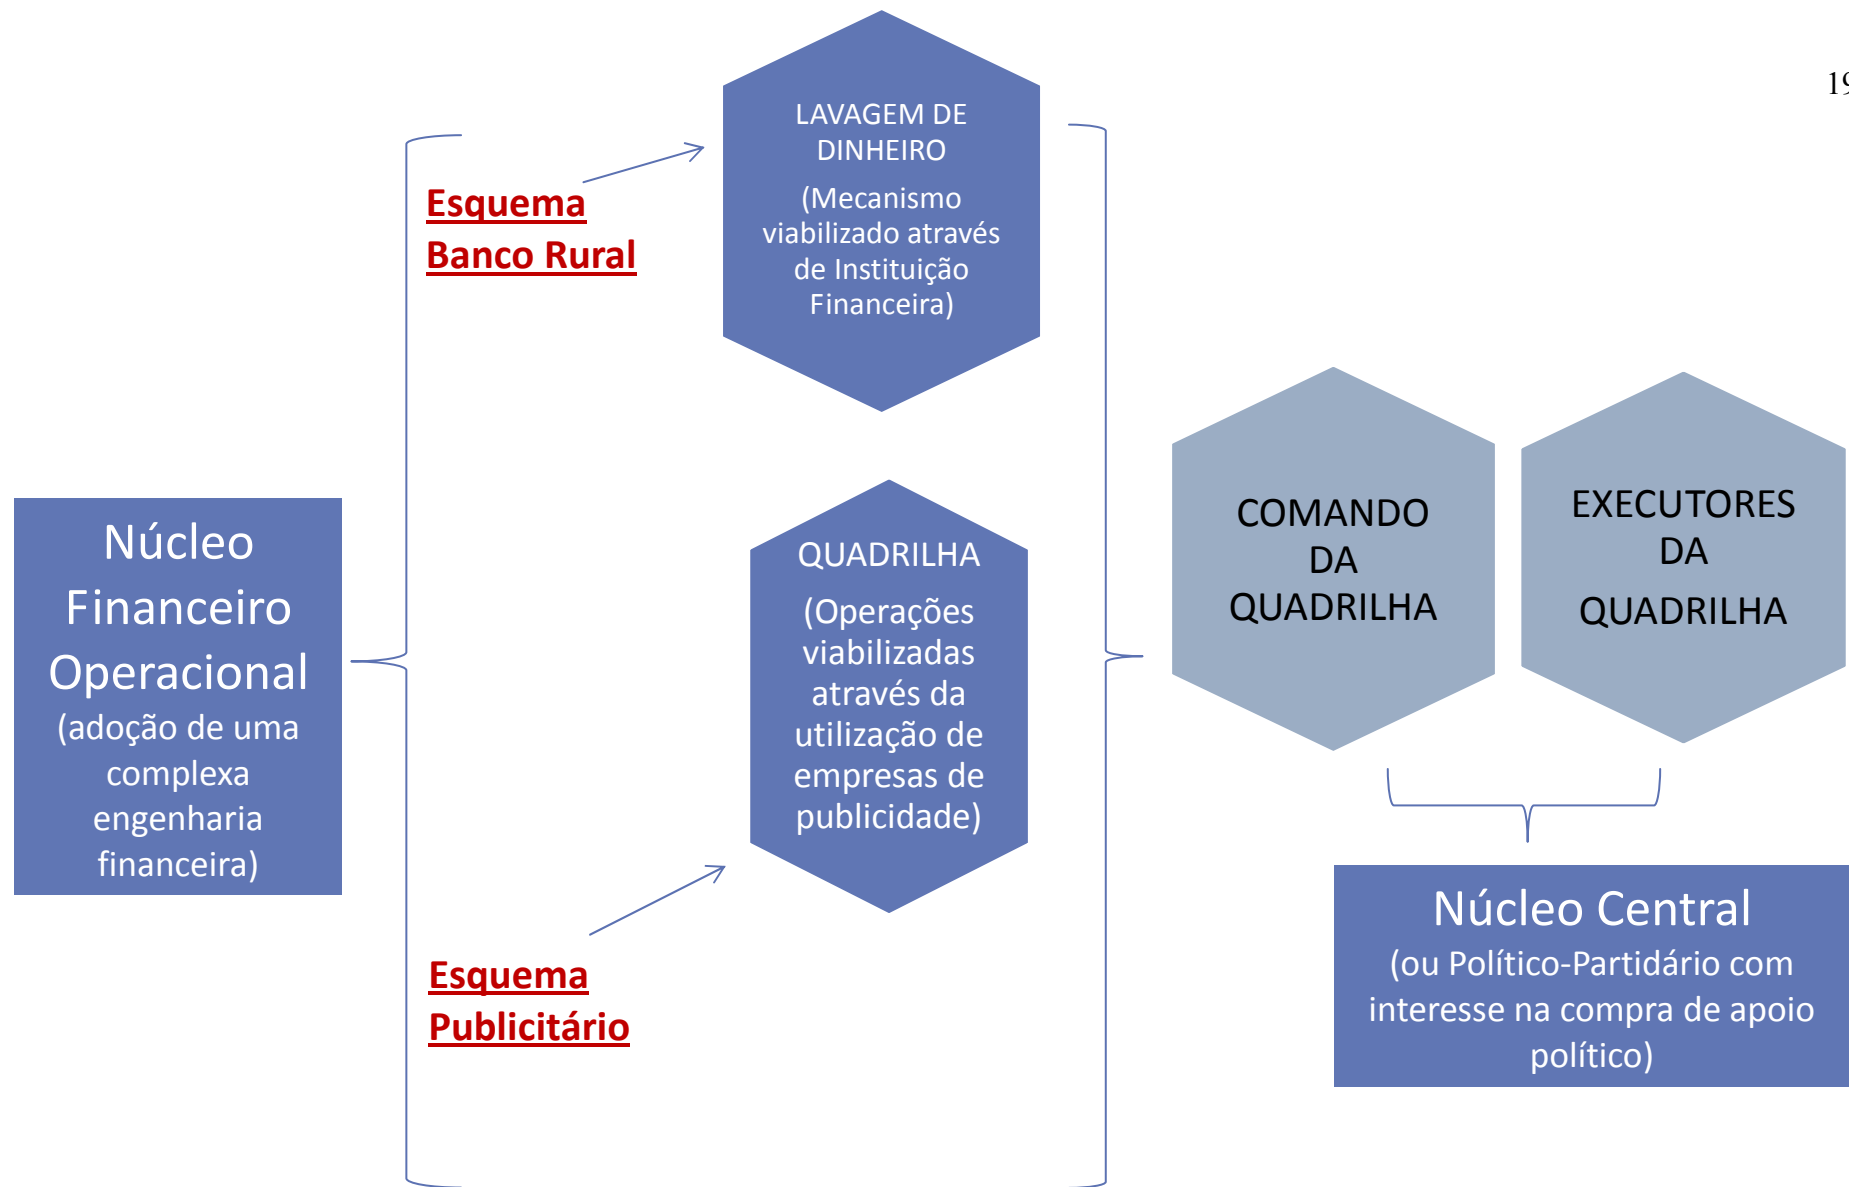 19
LAVAGEM DE
DINHEIRO
(Mecanismo
viabilizado através
de Instituição
Financeira)
Esquema
Banco Rural
Núcleo
Financeiro
Operacional
(adoção de uma
complexa
engenharia
financeira)
QUADRILHA
(Operações
viabilizadas
através da
utilização de
empresas de
publicidade)
Esquema
Publicitário
COMANDO
DA
QUADRILHA
EXECUTORES
DA
QUADRILHA
Núcleo Central
(ou Político-Partidário com
interesse na compra de apoio
político)